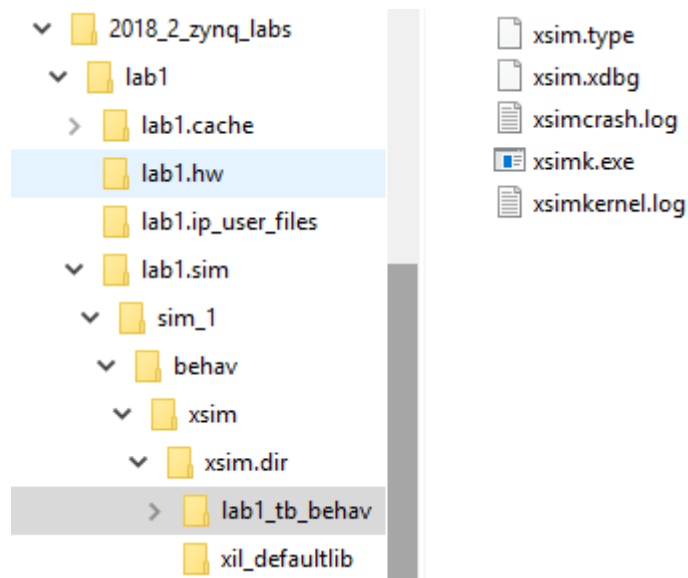 2018_2_zynq_labs
lab1
lab1.cache
lab1.hw
lab1.ip_user_files
lab1.sim
sim_1
behav
xsim
xsim.dir
lab1_tb_behav
xil_defaultlib
xsim.type
xsim.xdbg
xsimcrash.log
xsimk.exe
xsimkernel.log